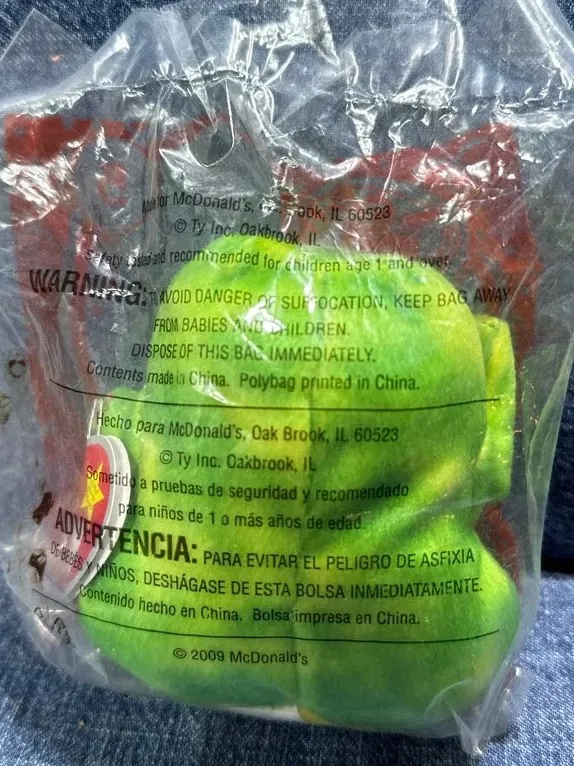 for McDonald's, ook, IL 60523
© Ty Inc. Oakbrook, IL
Safety tested and recommended for children age 1 and over.
WARNING: TO AVOID DANGER OF SUFFOCATION, KEEP BAG AWAY
FROM BABIES AND CHILDREN.
DISPOSE OF THIS BAG IMMEDIATELY.
Contents made in China. Polybag printed in China.
Hecho para McDonald's, Oak Brook, IL 60523
© Ty Inc. Oakbrook, IL
Sometido a pruebas de seguridad y recomendado
para niños de 1 o más años de edad.
ADVERTENCIA: PARA EVITAR EL PELIGRO DE ASFIXIA
DE BEBES Y NIÑOS, DESHÁGASE DE ESTA BOLSA INMEDIATAMENTE.
Contenido hecho en China. Bolsa impresa en China.
© 2009 McDonald's